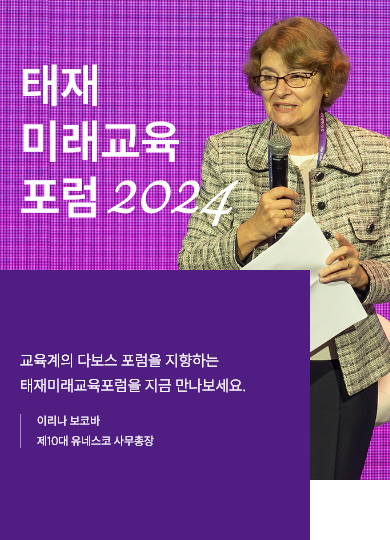 태재
미래교육
포럼 2024
교육계의 다보스 포럼을 지향하는
태재미래교육포럼을 지금 만나보세요.
이리나 보코바
제10대 유네스코 사무총장